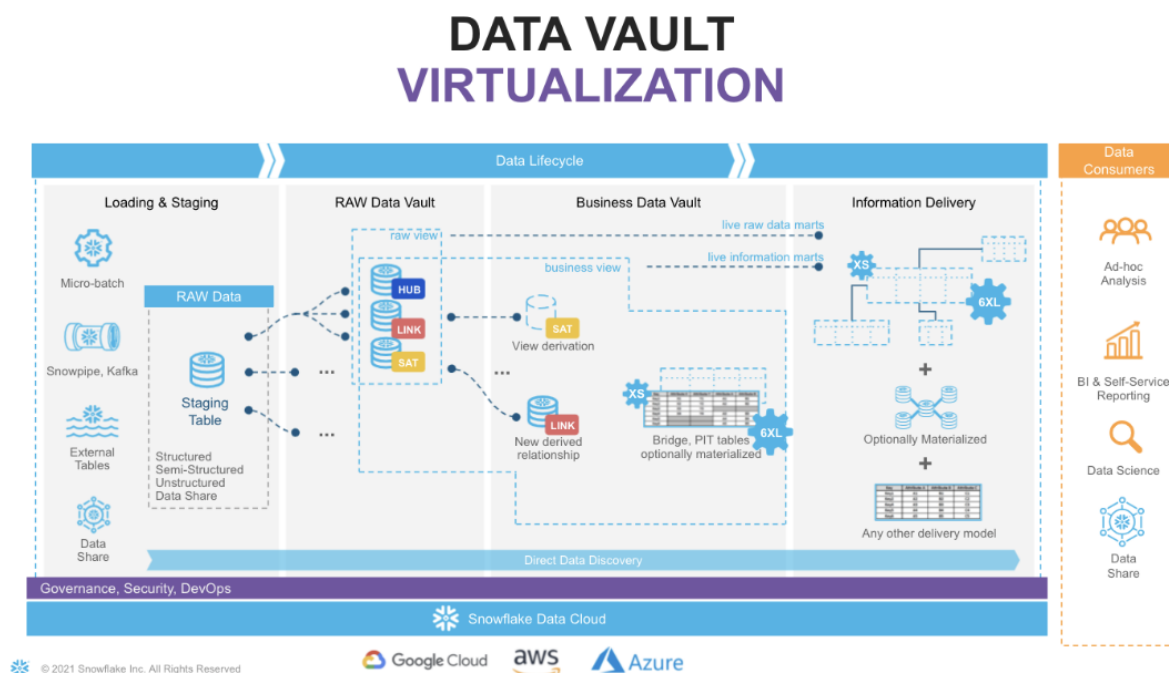 DATA VAULT
VIRTUALIZATION
Data Lifecycle
Data
Consumers
Loading & Staging
RAW Data Vault
Business Data Vault
Information Delivery
Micro-batch
Snowpipe, Kafka
External
Tables
Data
Share
RAW Data
Staging
Table
Structured
Semi-Structured
Unstructured
Data Share
raw view
HUB
LINK
SAT
...
...
live raw data marts
live information marts
business view
SAT
View derivation
...
LINK
New derived
relationship
XS
6XL
Bridge, PIT tables
optionally materialized
XS
6XL
+
Optionally Materialized
+
Any other delivery model
Ad-hoc
Analysis
BI & Self-Service
Reporting
Data Science
Data
Share
Direct Data Discovery
Governance, Security, DevOps
Snowflake Data Cloud
© 2021 Snowflake Inc. All Rights Reserved
Google Cloud
aws
Azure